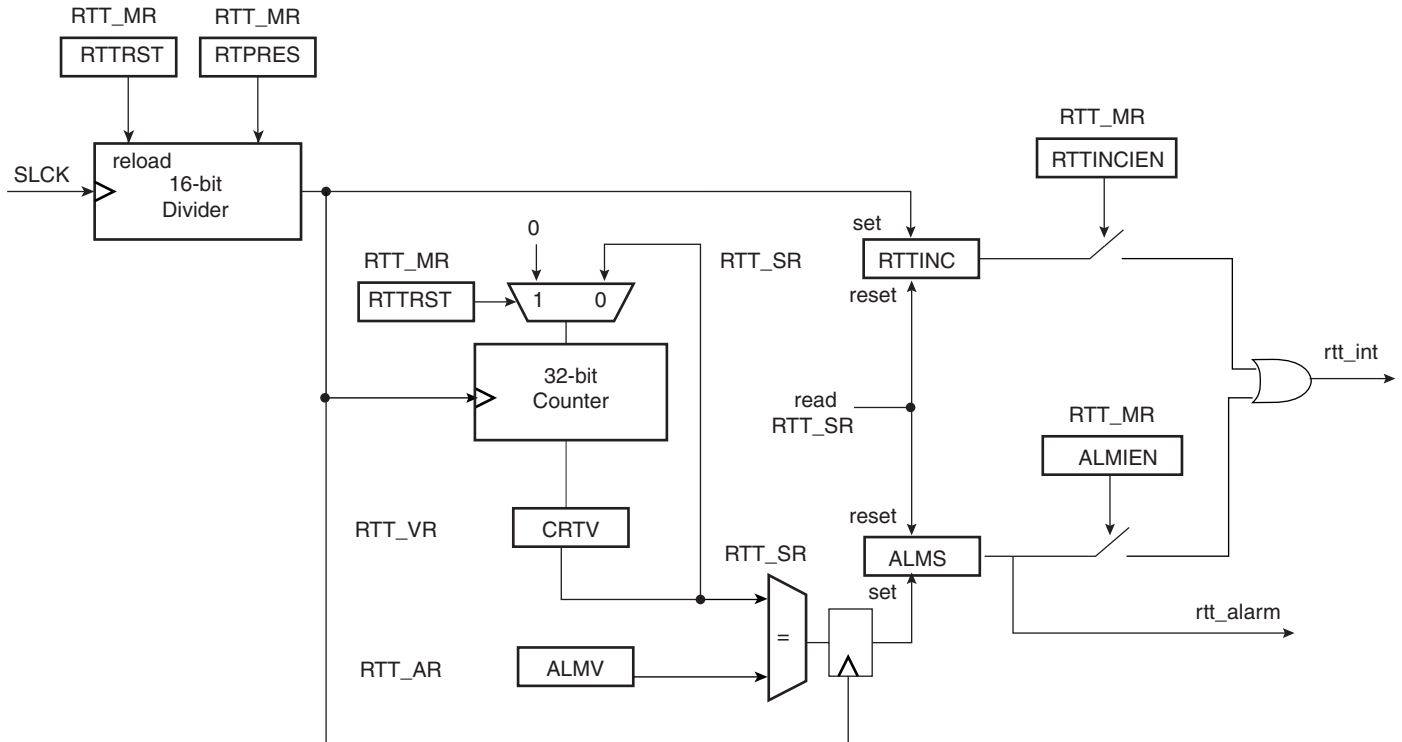 RTT_MR
RTT_MR
RTTRST
RTPRES
reload
16-bit
Divider
SLCK
RTT_MR
RTTINCIEN
0
set
RTT_MR
RTT_SR
RTTINC
RTTRST
1
0
reset
32-bit
Counter
read
RTT_SR
rtt_int
RTT_MR
ALMIEN
reset
RTT_VR
CRTV
RTT_SR
ALMS
set
rtt_alarm
=
RTT_AR
ALMV